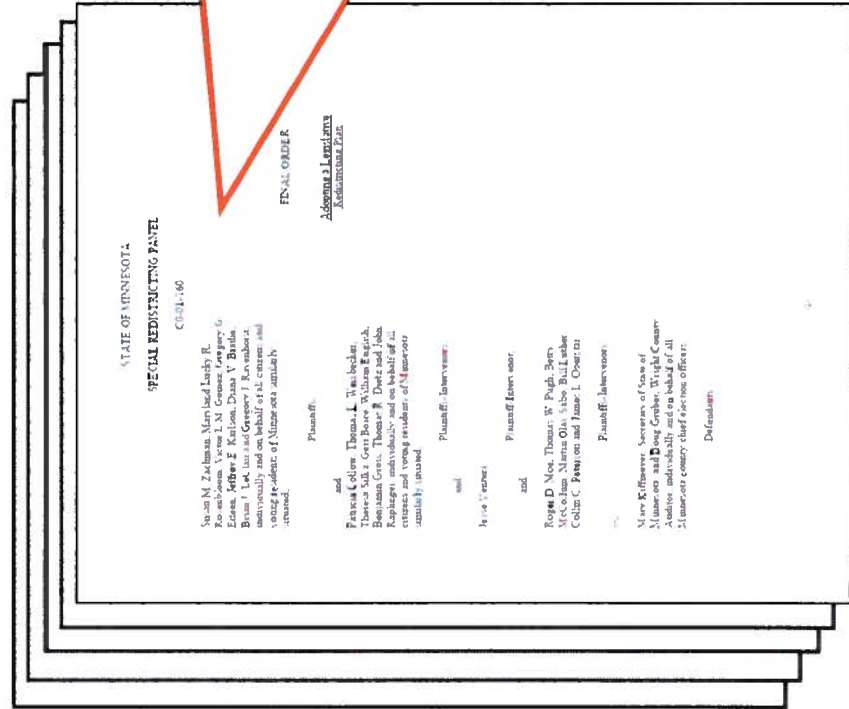 STATE OF MINNESOTA
SPECIAL REDISTRICTING PANEL
C0-01-160
Susan M. Zachman, Maryland Lucky R.
Rosenbloom, Victor L. M. Gomez, Gregory G.
Edeen, Jeffrey E. Karlson, Diana V. Bratlie,
Brian J. LeClair and Gregory J. Ravenhorst,
individually and on behalf of all citizens and
voting residents of Minnesota similarly
situated,
Plaintiffs,
FINAL ORDER
Adopting a Legislative
Redistricting Plan
and
Patricia Cotlow, Thomas L. Weisbecker,
Theresa Silka, Geri Boice, William English,
Benjamin Gross, Thomas R. Dietz and John
Raplinger, individually and on behalf of all
citizens and voting residents of Minnesota
similarly situated,
Plaintiffs-Intervenors,
and
Jesse Ventura,
Plaintiff-Intervenor,
and
Roger D. Moe, Thomas W. Pugh, Betty
McCollum, Martin Olav Sabo, Bill Luther,
Collin C. Peterson and James L. Oberstar,
Plaintiffs-Intervenors,
Mary Kiffmeyer, Secretary of State of
Minnesota; and Doug Gruber, Wright County
Auditor, individually and on behalf of all
Minnesota county chief election officers,
Defendants.